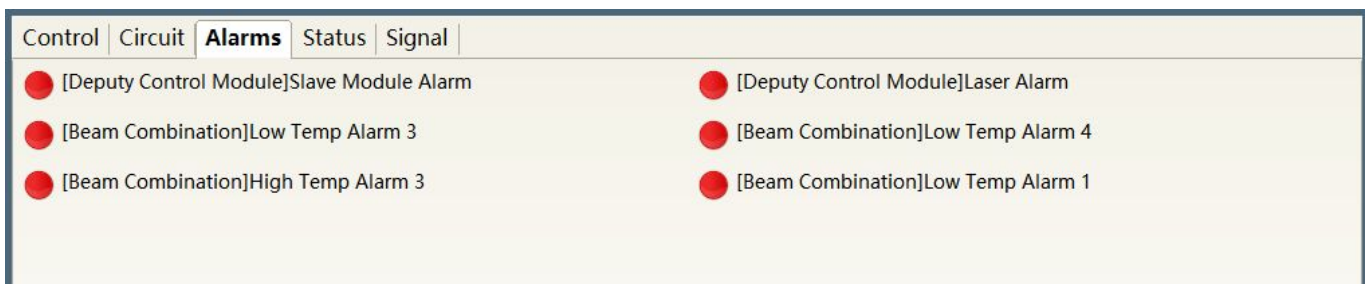 Control Circuit Alarms Status Signal
[Deputy Control Module]Slave Module Alarm [Deputy Control Module]Laser Alarm
[Beam Combination]Low Temp Alarm 3 [Beam Combination]Low Temp Alarm 4
[Beam Combination]High Temp Alarm 3 [Beam Combination]Low Temp Alarm 1